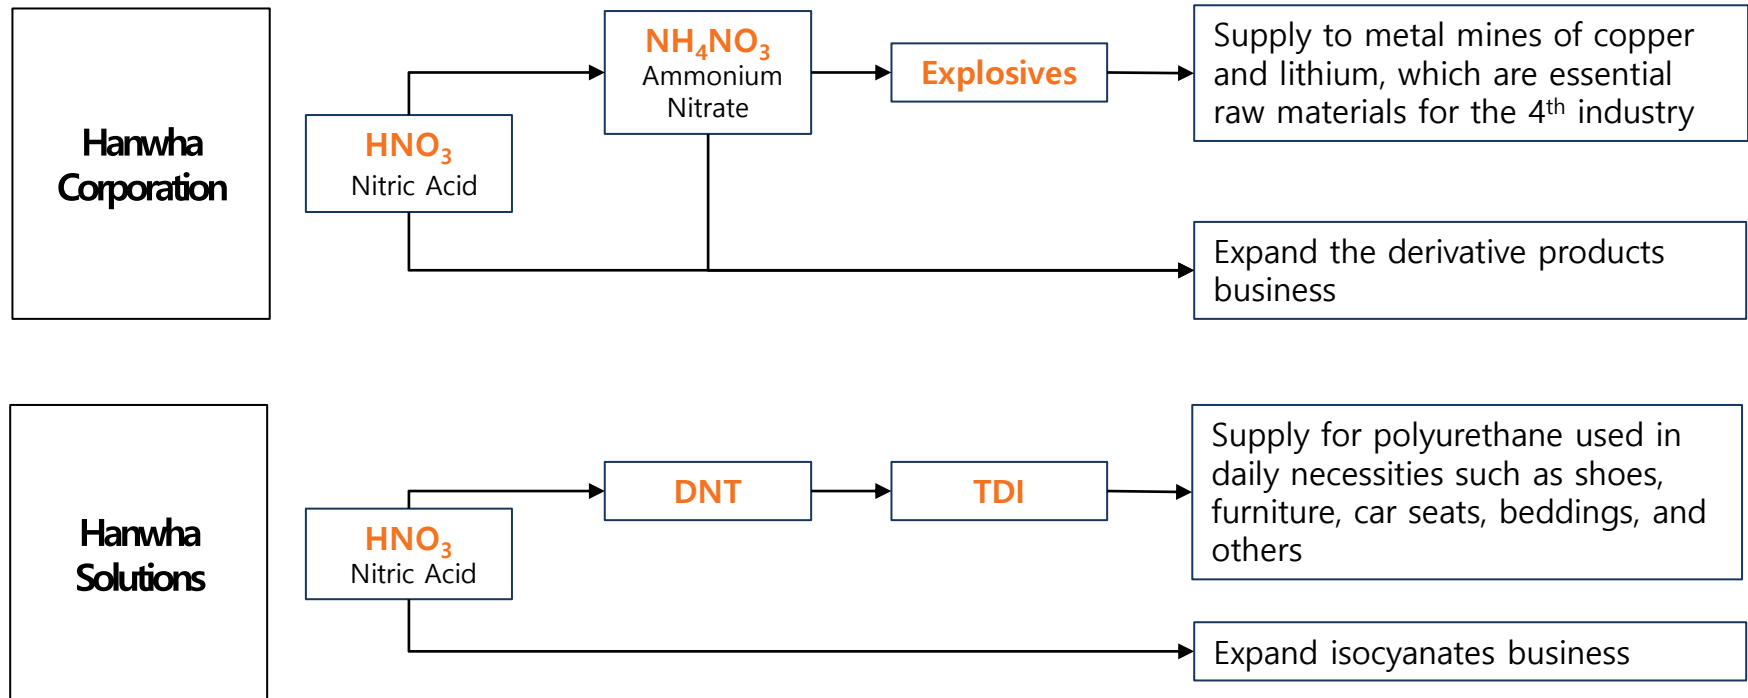 Hanwha
Corporation
HNO₃
Nitric Acid
NH₄NO₃
Ammonium
Nitrate
Explosives
Supply to metal mines of copper
and lithium, which are essential
raw materials for the 4ᵗʰ industry
Expand the derivative products
business
Hanwha
Solutions
HNO₃
Nitric Acid
DNT
TDI
Supply for polyurethane used in
daily necessities such as shoes,
furniture, car seats, beddings, and
others
Expand isocyanates business